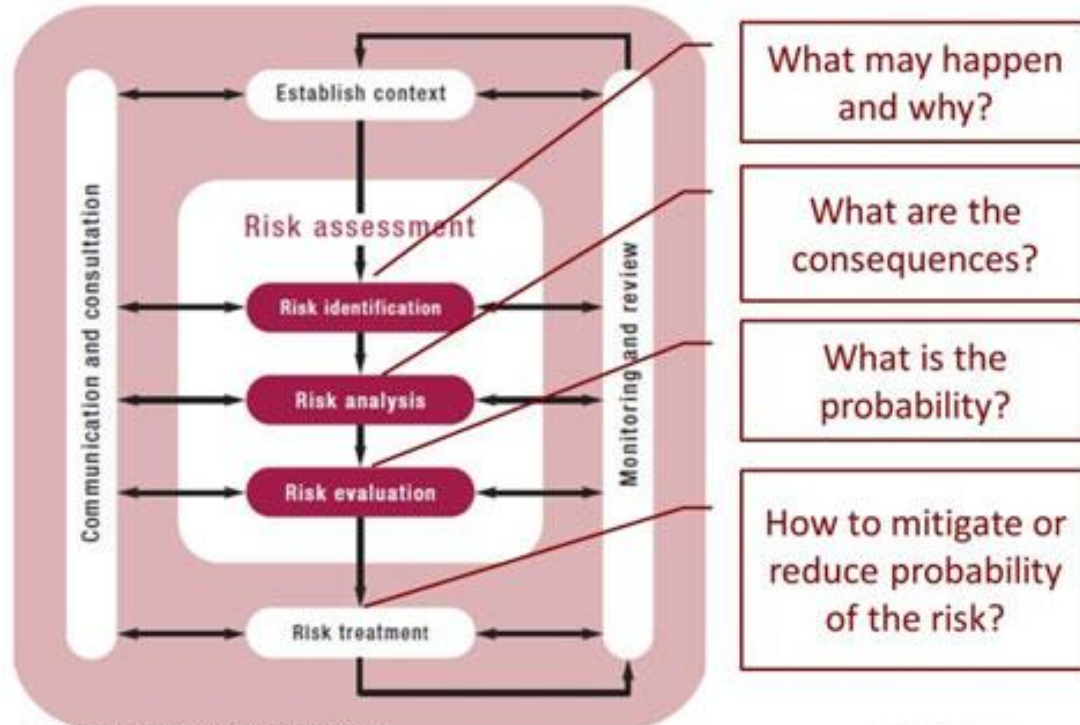 Establish context
Communication and consultation
Risk assessment
Risk identification
Risk analysis
Risk evaluation
Risk treatment
Monitoring and review
What may happen
and why?
What are the
consequences?
What is the
probability?
How to mitigate or
reduce probability
of the risk?